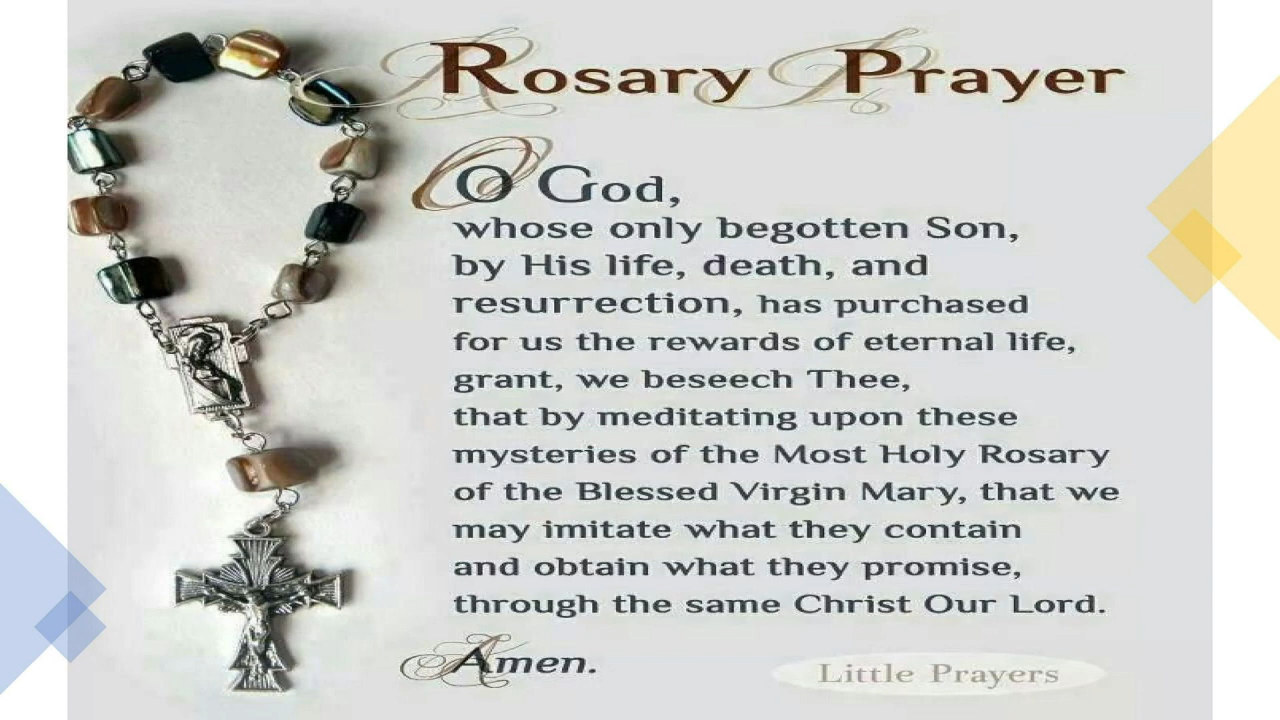 Rosary Prayer
O God,
whose only begotten Son,
by His life, death, and
resurrection, has purchased
for us the rewards of eternal life,
grant, we beseech Thee,
that by meditating upon these
mysteries of the Most Holy Rosary
of the Blessed Virgin Mary, that we
may imitate what they contain
and obtain what they promise,
through the same Christ Our Lord.
Amen.
Little Prayers